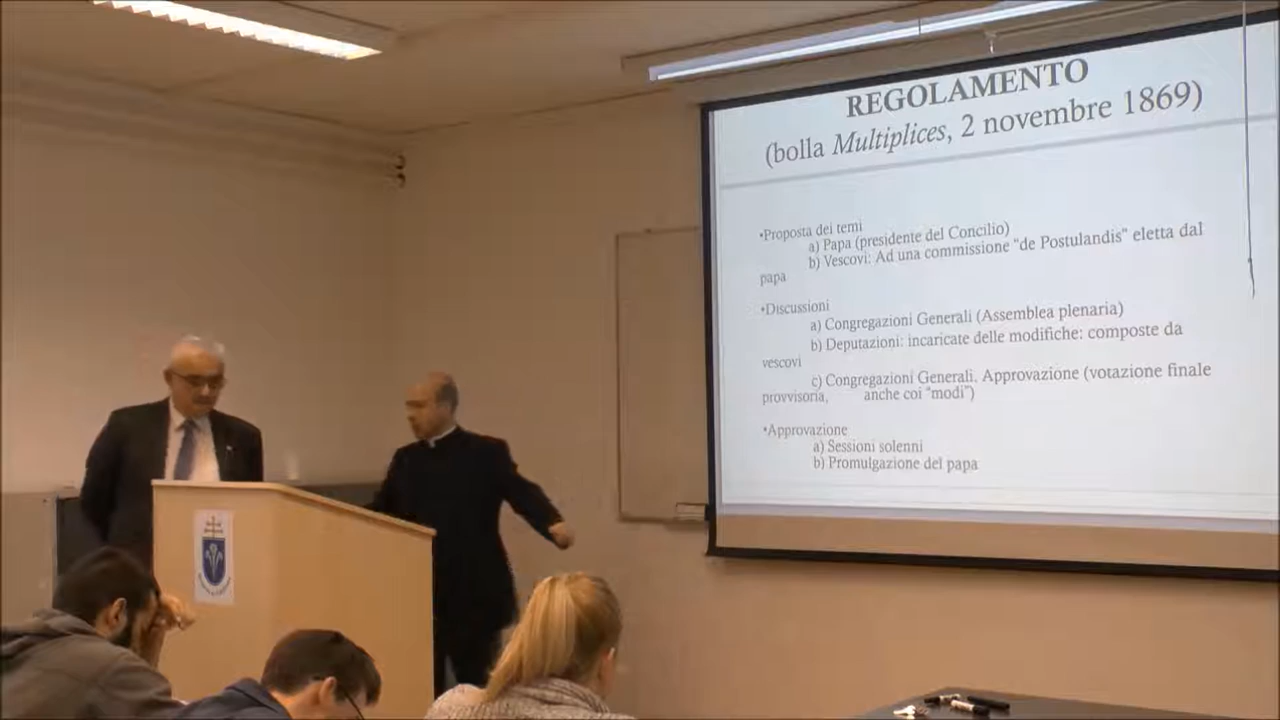 REGOLAMENTO
(bolla Multiplices, 2 novembre 1869)
•Proposta dei temi
a) Papa (presidente del Concilio)
b) Vescovi: Ad una commissione “de Postulandis” eletta dal
papa
•Discussioni
a) Congregazioni Generali (Assemblea plenaria)
b) Deputazioni: incaricate delle modifiche: composte da
vescovi
c) Congregazioni Generali. Approvazione (votazione finale
provvisoria, anche coi “modi”)
•Approvazione
a) Sessioni solenni
b) Promulgazione del papa